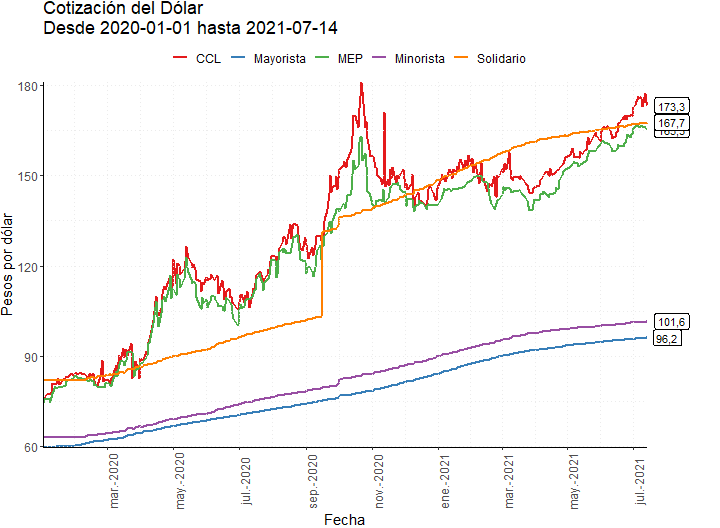 Cotización del Dólar
Desde 2020-01-01 hasta 2021-07-14
CCL Mayorista MEP Minorista Solidario
Pesos por dólar
180
150
120
90
60
173,3
167,7
101,6
96,2
mar.-2020
may.-2020
jul.-2020
sep.-2020
nov.-2020
ene.-2021
mar.-2021
may.-2021
jul.-2021
Fecha